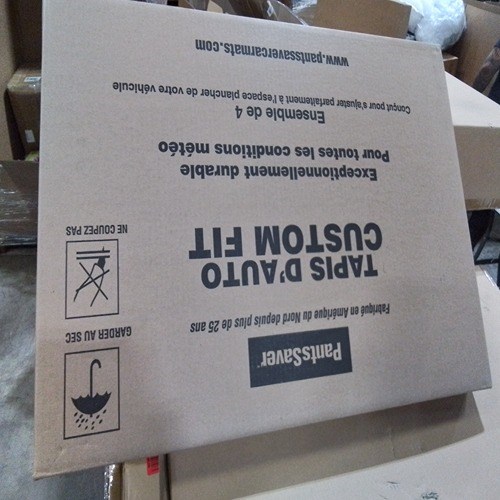 PantsSaver
Fabriqué en Amérique du Nord depuis plus de 25 ans
TAPIS D'AUTO
CUSTOM FIT
Exceptionnellement durable
Pour toutes les conditions météo
Ensemble de 4
Conçut pour s'ajuster parfaitement à l'espace plancher de votre véhicule
www.pantssavercarmats.com
GARDER AU SEC
NE COUPEZ PAS